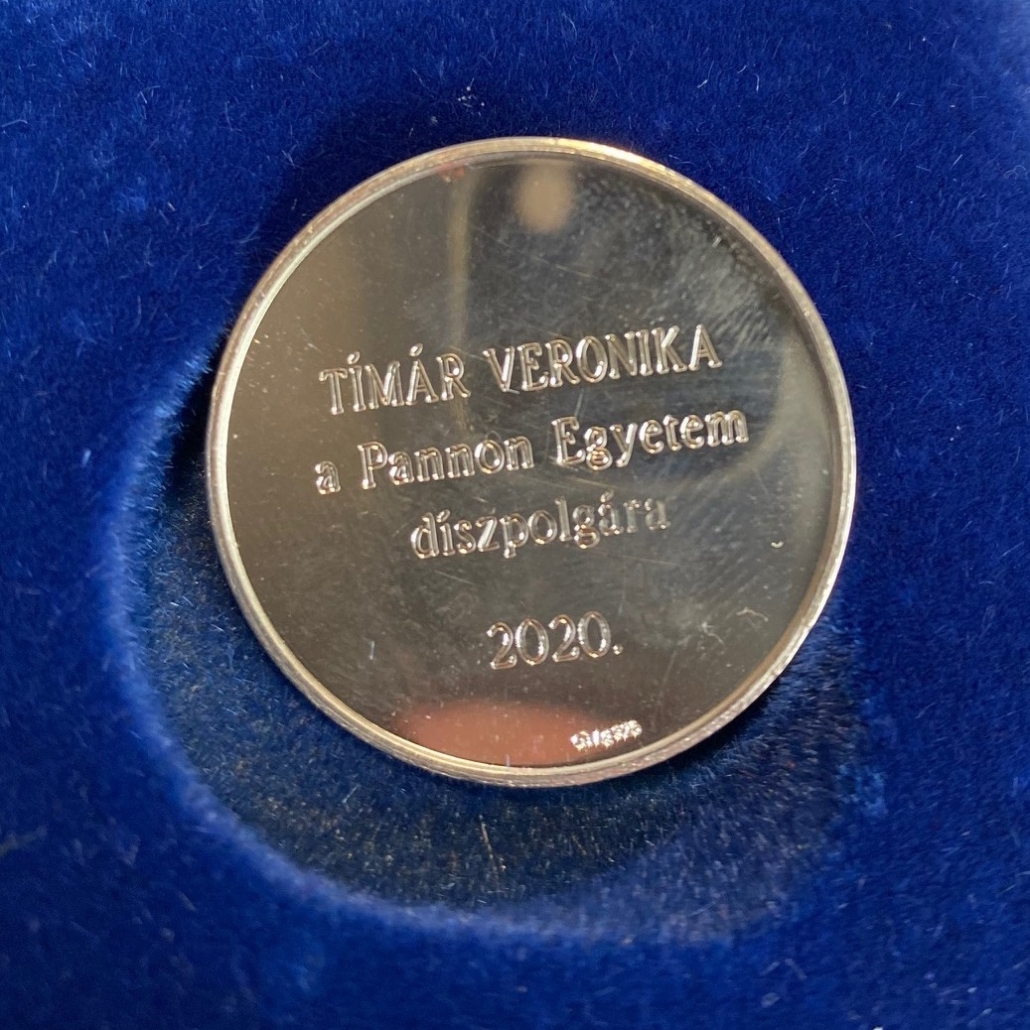 TÍMÁR VERONIKA
a Pannon Egyetem
díszpolgára
2020.